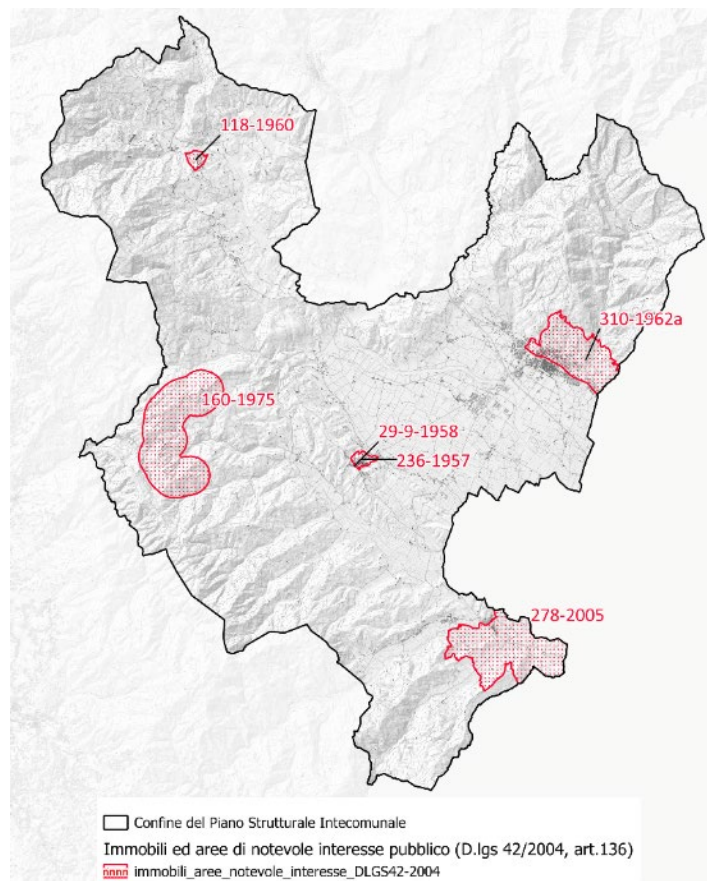 118-1960
310-1962a
160-1975
29-9-1958
236-1957
278-2005
Confine del Piano Strutturale Intecomunale
Immobili ed aree di notevole interesse pubblico (D.lgs 42/2004, art.136)
immobili_aree_notevole_interesse_DLGS42-2004